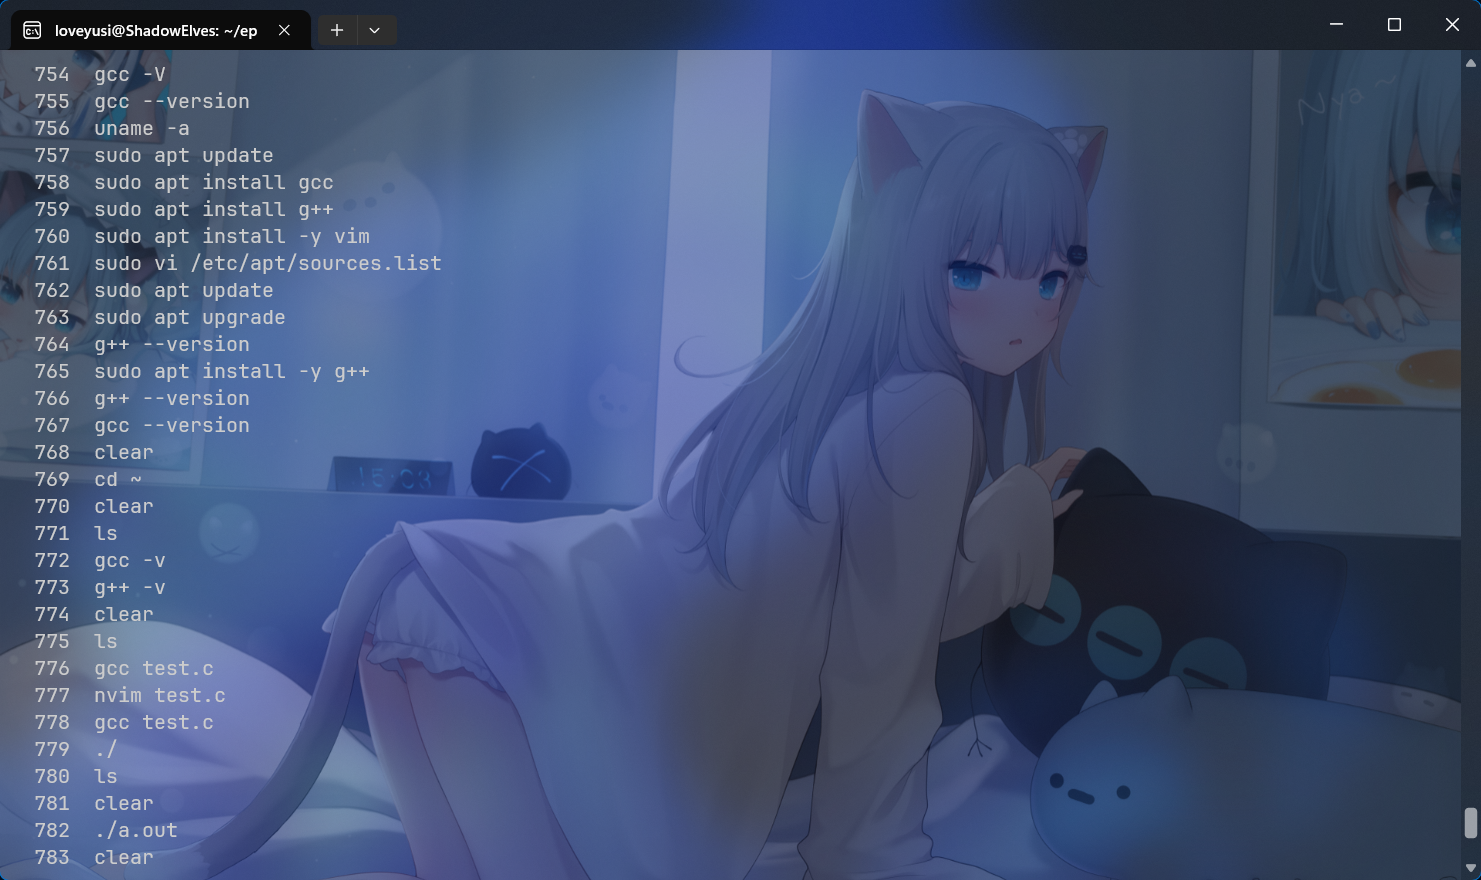 loveyusi@ShadowElves: ~/ep
754 gcc -V
755 gcc --version
756 uname -a
757 sudo apt update
758 sudo apt install gcc
759 sudo apt install g++
760 sudo apt install -y vim
761 sudo vi /etc/apt/sources.list
762 sudo apt update
763 sudo apt upgrade
764 g++ --version
765 sudo apt install -y g++
766 g++ --version
767 gcc --version
768 clear
769 cd ~
770 clear
771 ls
772 gcc -v
773 g++ -v
774 clear
775 ls
776 gcc test.c
777 nvim test.c
778 gcc test.c
779 ./
780 ls
781 clear
782 ./a.out
783 clear
Nya~